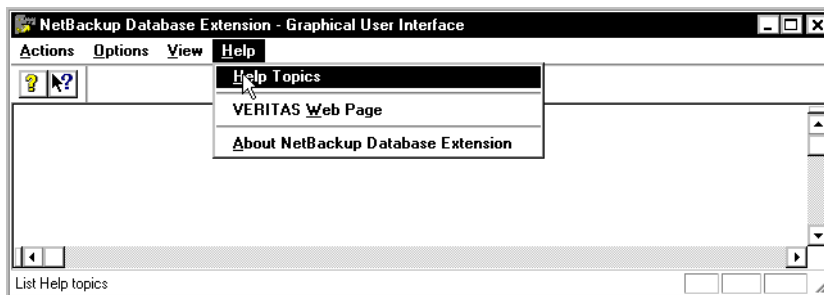 NetBackup Database Extension - Graphical User Interface
Actions Options View Help
Help Topics
VERITAS Web Page
About NetBackup Database Extension
List Help topics